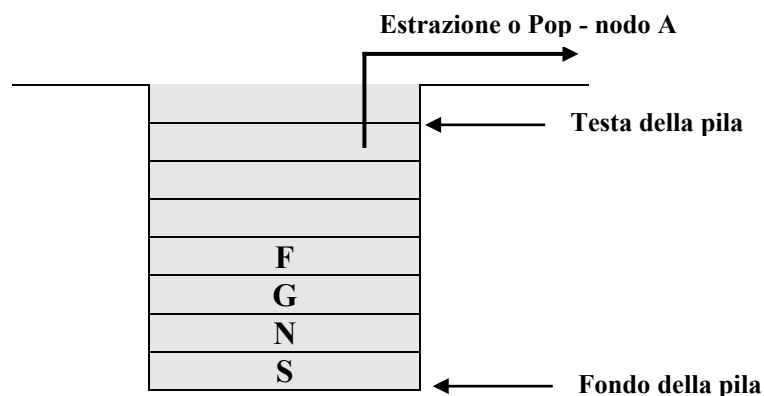 Estrazione o Pop - nodo A
Testa della pila
F
G
N
S
Fondo della pila